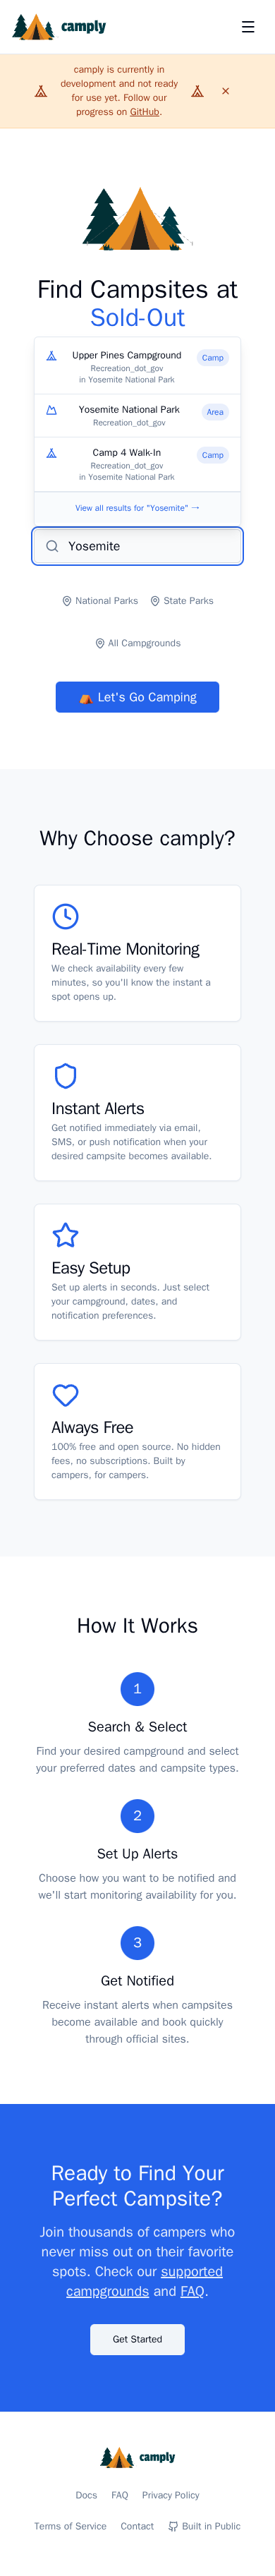 camply
camply is currently in
development and not ready
for use yet. Follow our
progress on GitHub.
Find Campsites at
Sold-Out
Upper Pines Campground
Camp
Recreation_dot_gov
in Yosemite National Park
Yosemite National Park
Area
Recreation_dot_gov
Camp 4 Walk-In
Camp
Recreation_dot_gov
in Yosemite National Park
View all results for "Yosemite" →
Yosemite
National Parks State Parks
All Campgrounds
Let's Go Camping
Why Choose camply?
Real-Time Monitoring
We check availability every few
minutes, so you'll know the instant a
spot opens up.
Instant Alerts
Get notified immediately via email,
SMS, or push notification when your
desired campsite becomes available.
Easy Setup
Set up alerts in seconds. Just select
your campground, dates, and
notification preferences.
Always Free
100% free and open source. No hidden
fees, no subscriptions. Built by
campers, for campers.
How It Works
1
Search & Select
Find your desired campground and select
your preferred dates and campsite types.
2
Set Up Alerts
Choose how you want to be notified and
we'll start monitoring availability for you.
3
Get Notified
Receive instant alerts when campsites
become available and book quickly
through official sites.
Ready to Find Your
Perfect Campsite?
Join thousands of campers who
never miss out on their favorite
spots. Check our supported
campgrounds and FAQ.
Get Started
camply
Docs FAQ Privacy Policy
Terms of Service Contact Built in Public